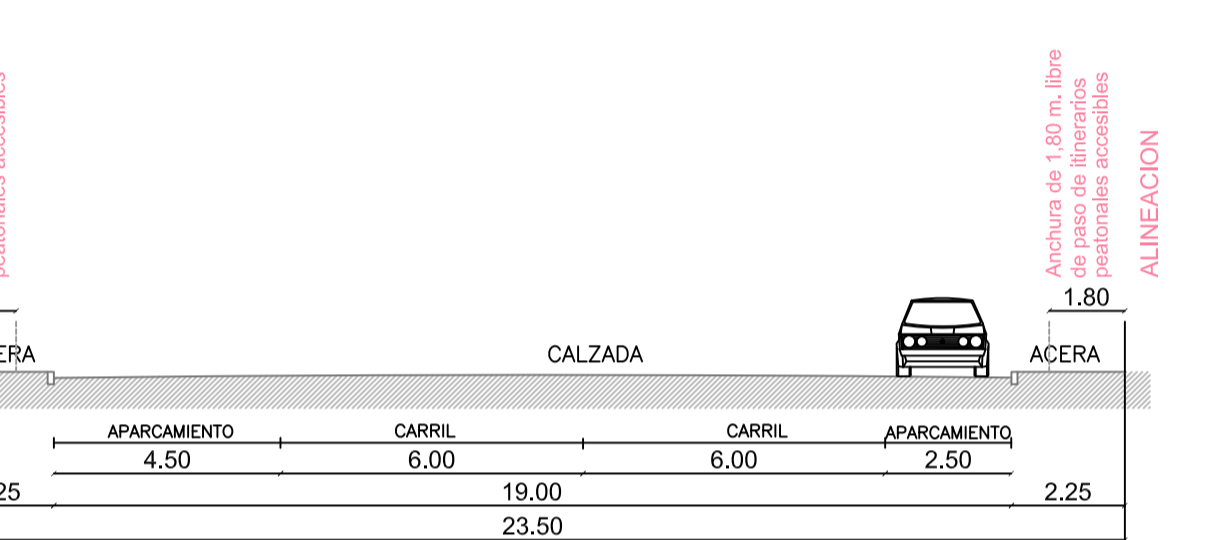 peatonales accesibles
Anchura de 1,80 m. libre
de paso de itinerarios
peatonales accesibles
ALINEACION
1.80
ERA
CALZADA
ACERA
APARCAMIENTO
CARRIL
CARRIL
APARCAMIENTO
4.50
6.00
6.00
2.50
25
19.00
2.25
23.50